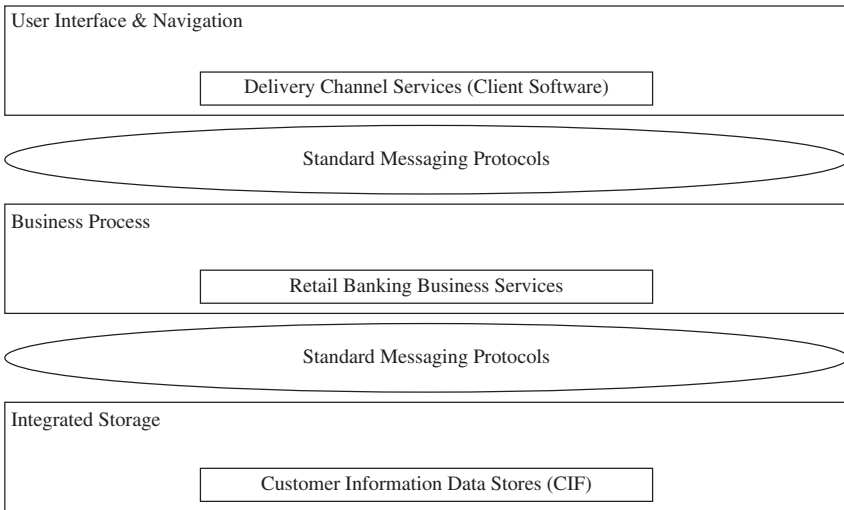 User Interface & Navigation
Delivery Channel Services (Client Software)
Standard Messaging Protocols
Business Process
Retail Banking Business Services
Standard Messaging Protocols
Integrated Storage
Customer Information Data Stores (CIF)